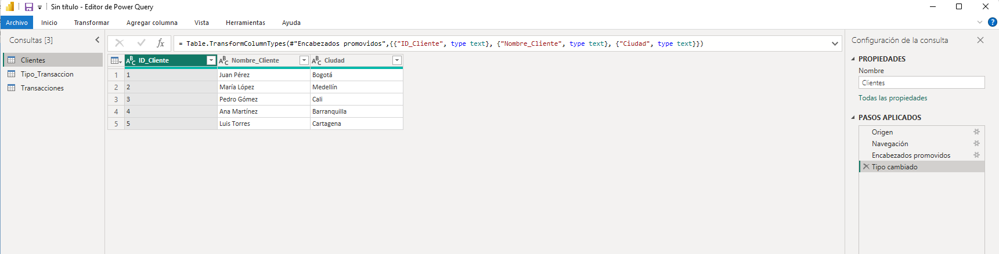 Sin título - Editor de Power Query
Archivo Inicio Transformar Agregar columna Vista Herramientas Ayuda
Consultas [3]
Clientes
Tipo_Transaccion
Transacciones
= Table.TransformColumnTypes(#"Encabezados promovidos",{{"ID_Cliente", type text}, {"Nombre_Cliente", type text}, {"Ciudad", type text}})
ID_Cliente Nombre_Cliente Ciudad
1 1 Juan Pérez Bogotá
2 2 María López Medellín
3 3 Pedro Gómez Cali
4 4 Ana Martínez Barranquilla
5 5 Luis Torres Cartagena
Configuración de la consulta
PROPIEDADES
Nombre
Clientes
Todas las propiedades
PASOS APLICADOS
Origen
Navegación
Encabezados promovidos
Tipo cambiado